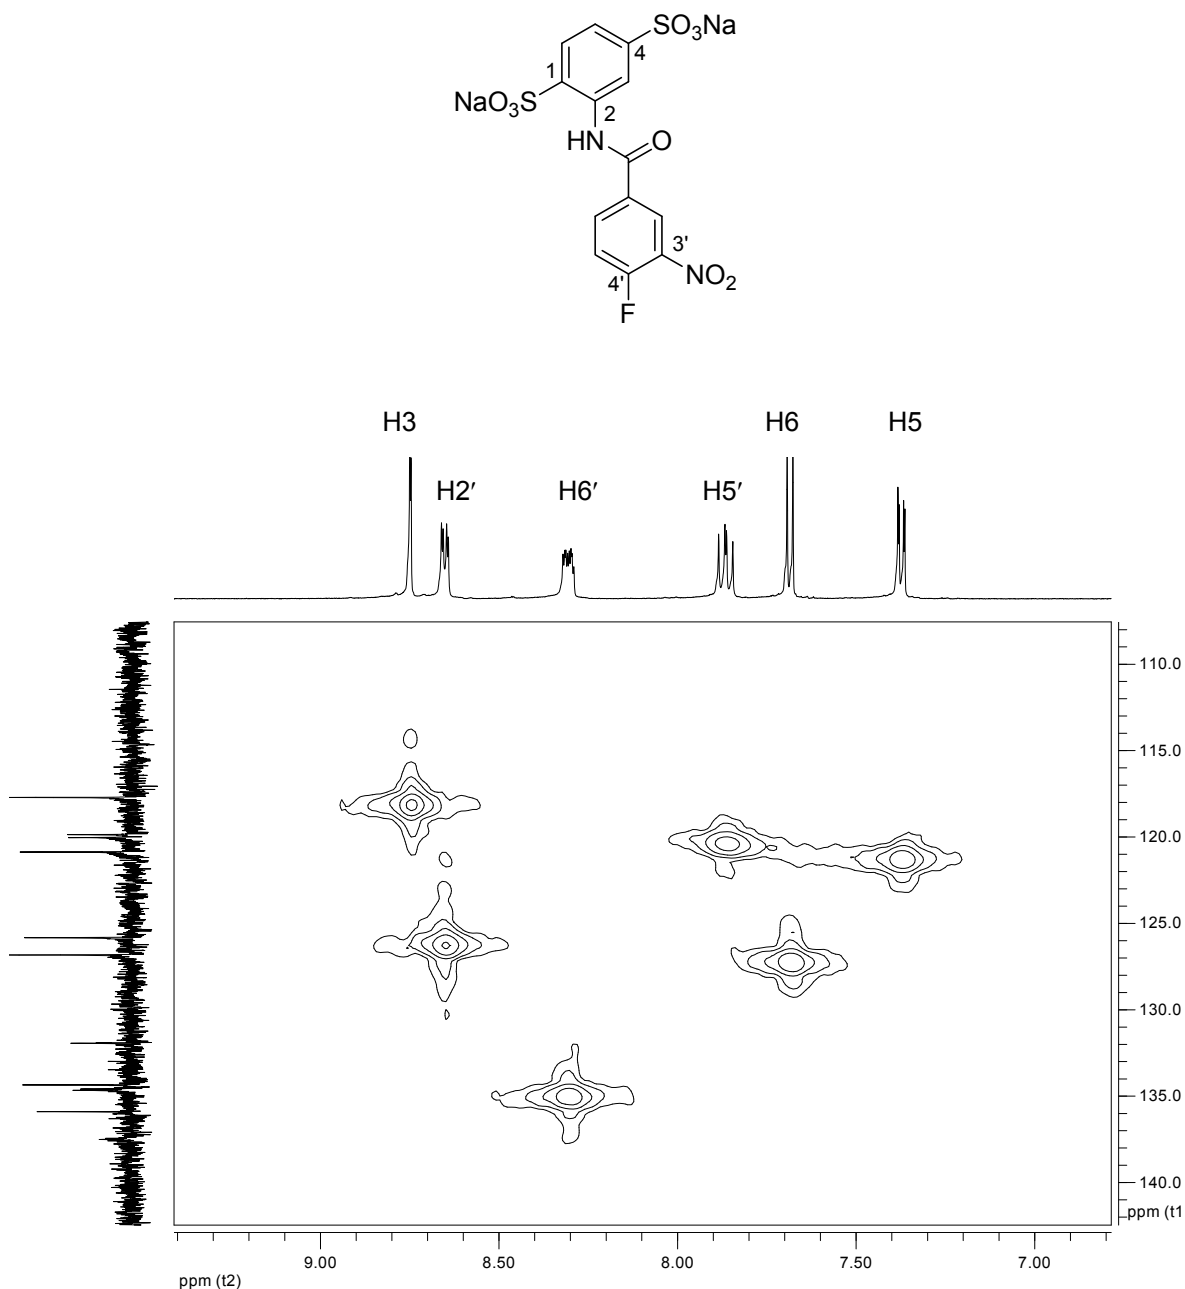 SO3Na
4
1
NaO3S
2
HN
O
3'
NO2
4'
F
H3
H6
H5
H2′
H6′
H5′
110.0
115.0
120.0
125.0
130.0
135.0
140.0
ppm (t1
9.00
8.50
8.00
7.50
7.00
ppm (t2)